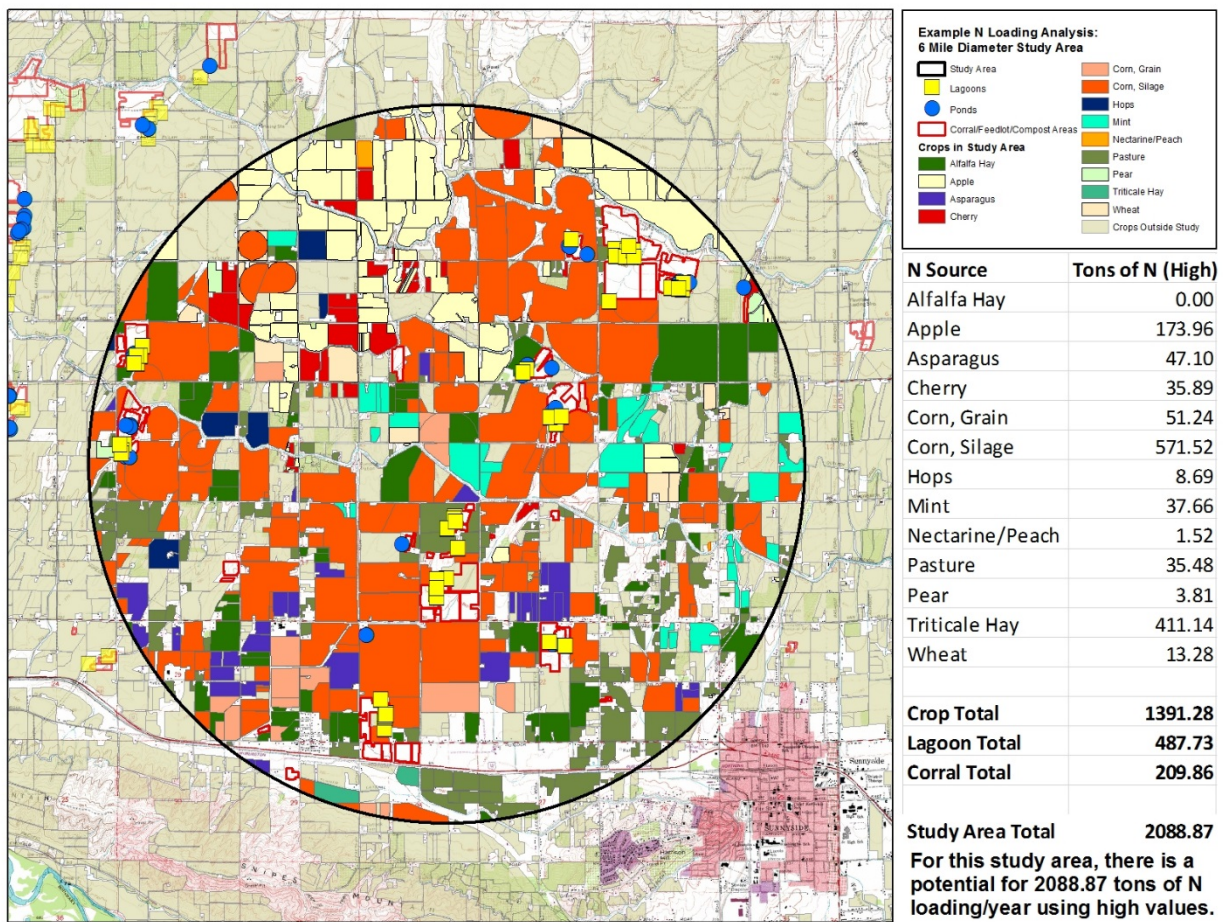 Example N Loading Analysis:
6 Mile Diameter Study Area
Study Area
Lagoons
Ponds
Corral/Feedlot/Compost Areas
Crops in Study Area
Alfalfa Hay
Apple
Asparagus
Cherry
Corn, Grain
Corn, Silage
Hops
Mint
Nectarine/Peach
Pasture
Pear
Triticale Hay
Wheat
Crops Outside Study
N Source Tons of N (High)
Alfalfa Hay 0.00
Apple 173.96
Asparagus 47.10
Cherry 35.89
Corn, Grain 51.24
Corn, Silage 571.52
Hops 8.69
Mint 37.66
Nectarine/Peach 1.52
Pasture 35.48
Pear 3.81
Triticale Hay 411.14
Wheat 13.28
Crop Total 1391.28
Lagoon Total 487.73
Corral Total 209.86
Study Area Total 2088.87
For this study area, there is a
potential for 2088.87 tons of N
loading/year using high values.
Sunnyside
SUNNYSIDE
SNIPES